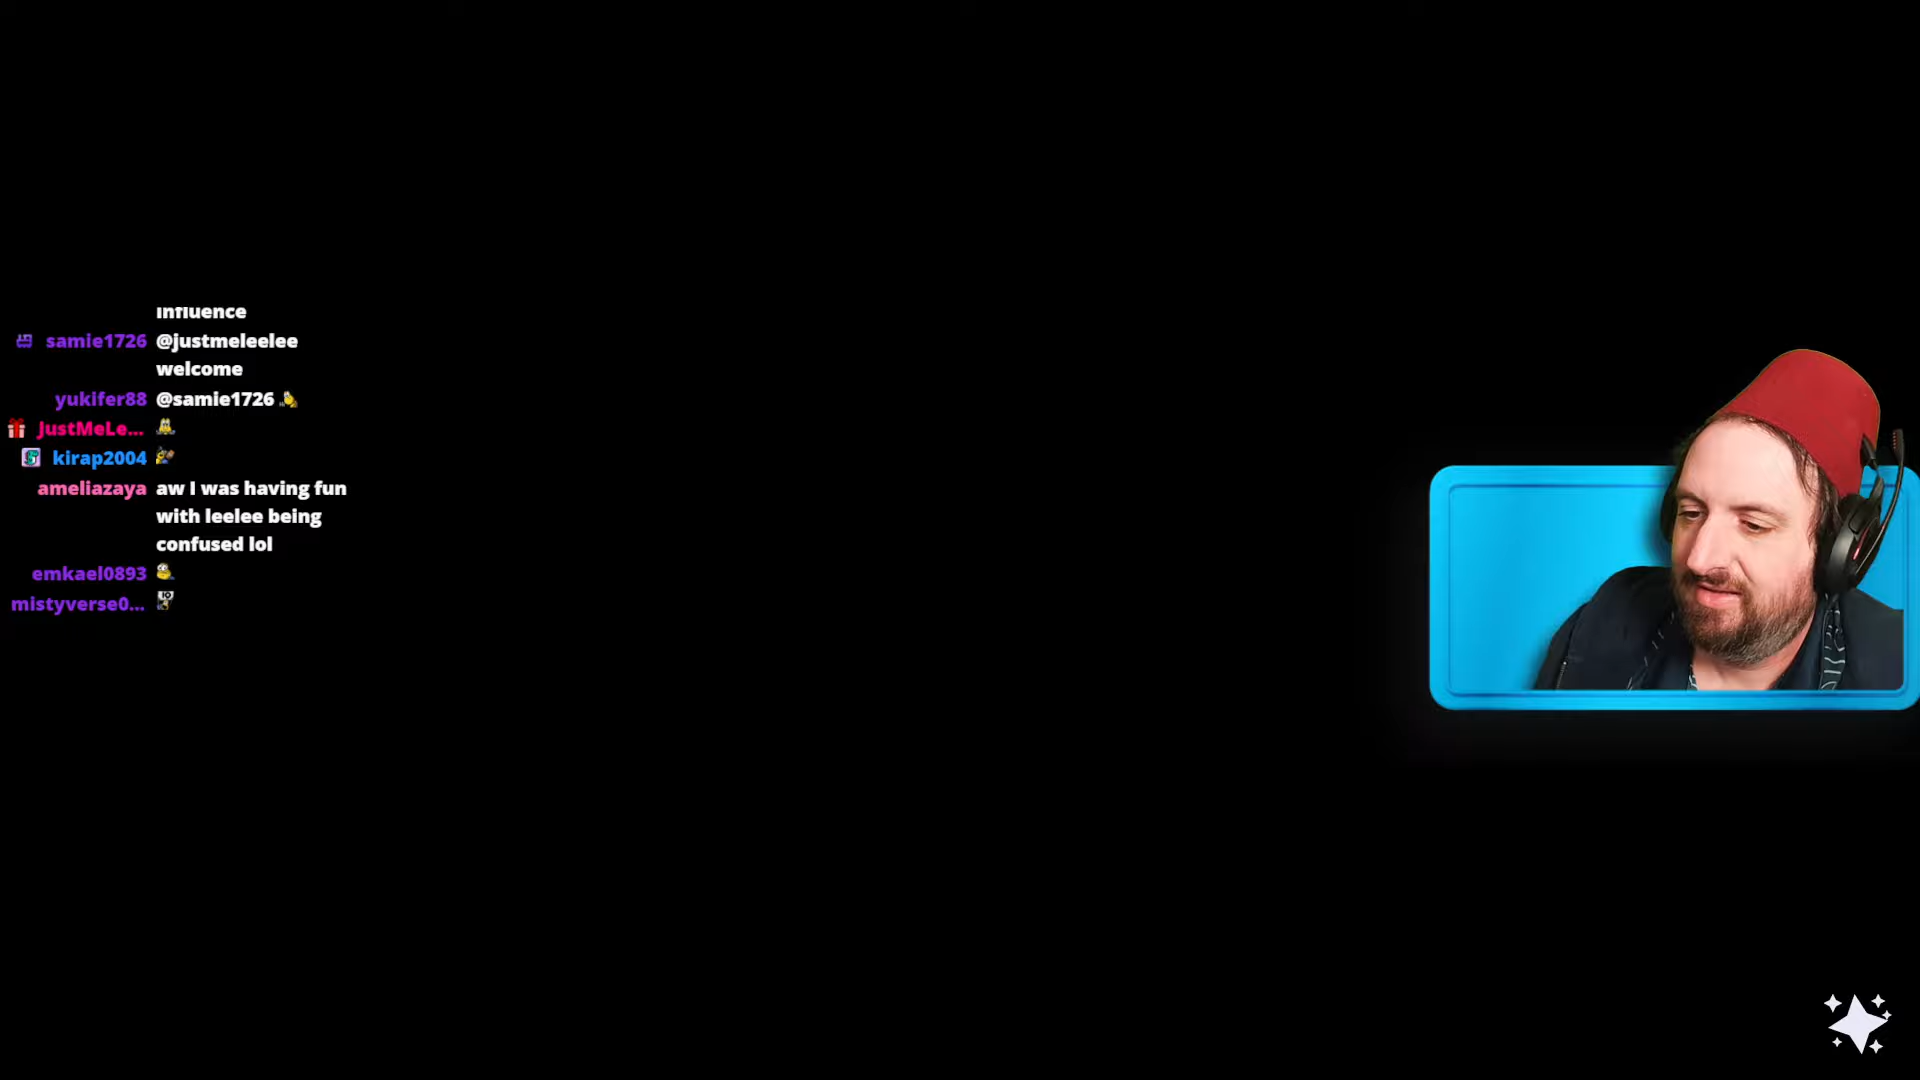 influence
samie1726 @justmeleelee
welcome
yukifer88 @samie1726
JustMeLe...
kirap2004
ameliazaya aw I was having fun
with leelee being
confused lol
emkael0893
mistyverse0...